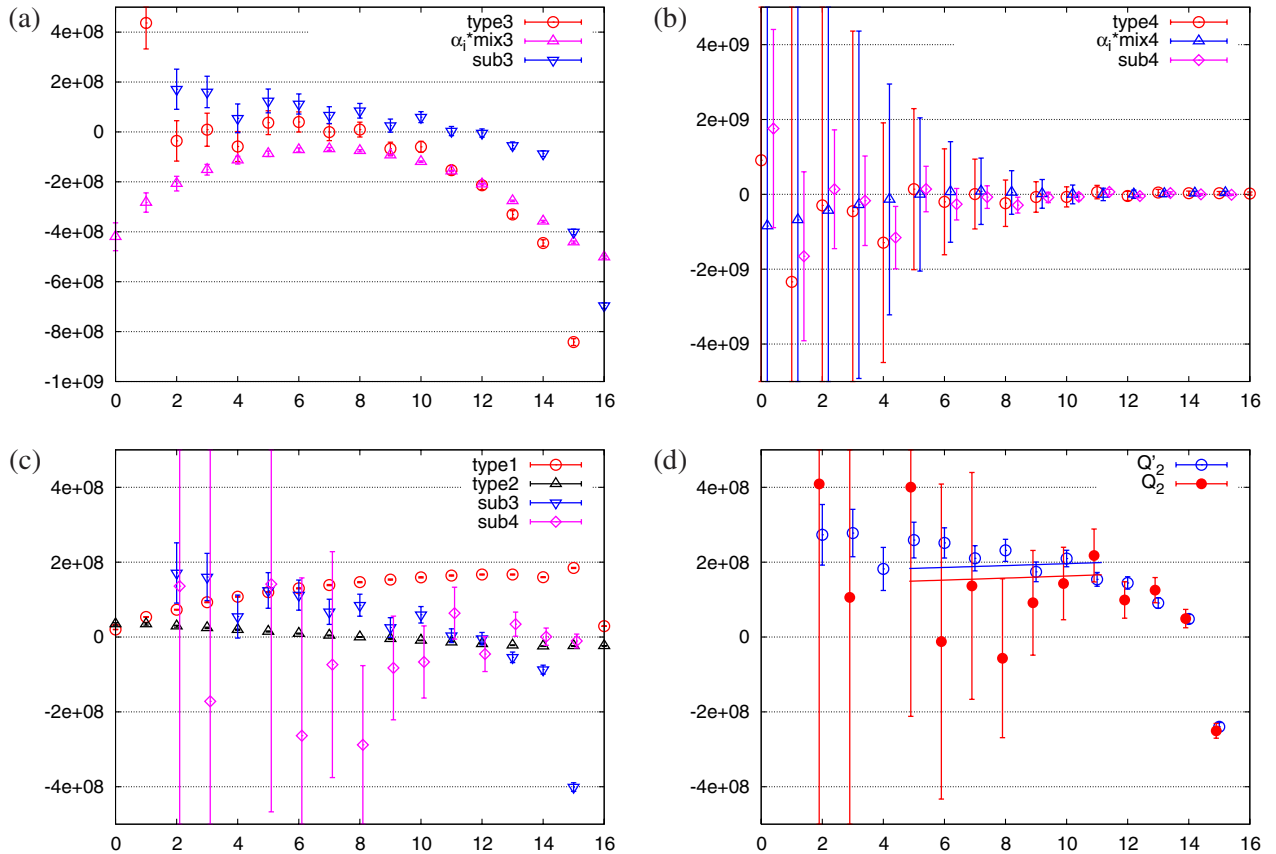 (a)
type3
αi*mix3
sub3
4e+08
2e+08
0
-2e+08
-4e+08
-6e+08
-8e+08
-1e+09
0 2 4 6 8 10 12 14 16
(b)
type4
αi*mix4
sub4
4e+09
2e+09
0
-2e+09
-4e+09
0 2 4 6 8 10 12 14 16
(c)
type1
type2
sub3
sub4
4e+08
2e+08
0
-2e+08
-4e+08
0 2 4 6 8 10 12 14 16
(d)
Q'2
Q2
4e+08
2e+08
0
-2e+08
-4e+08
0 2 4 6 8 10 12 14 16